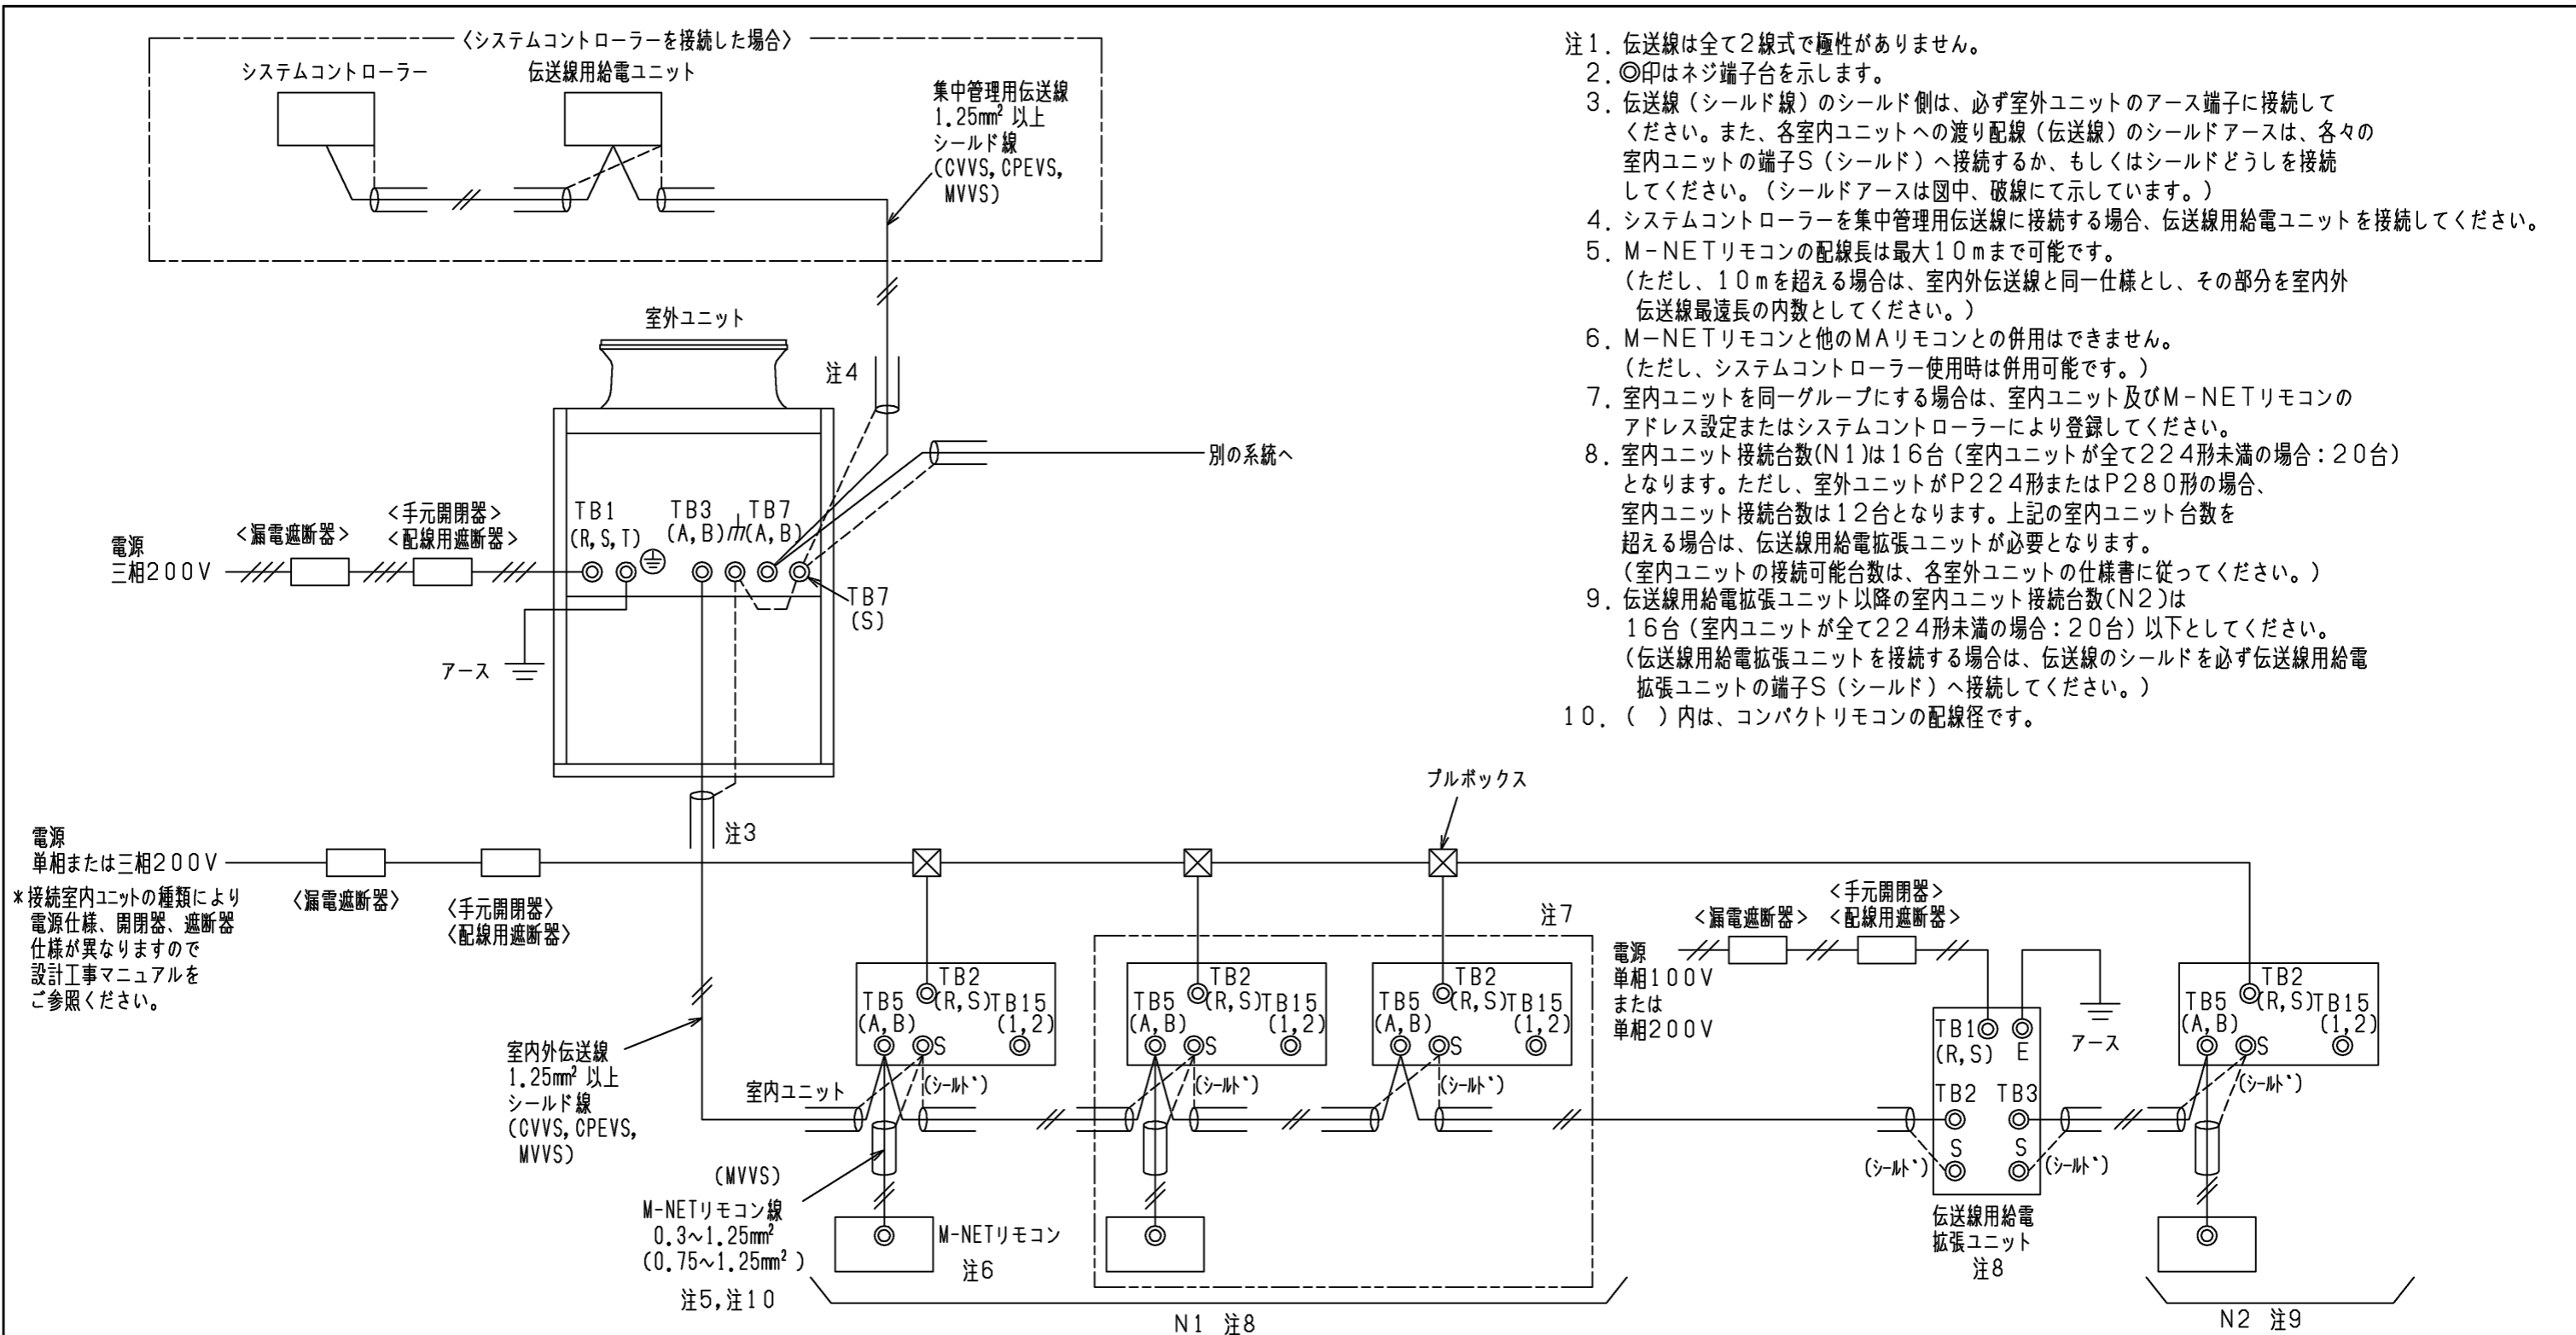 〈システムコントローラーを接続した場合〉
システムコントローラー
伝送線用給電ユニット
集中管理用伝送線
1.25mm² 以上
シールド線
(CVVS,CPEVS,
MVVS)
注1．伝送線は全て2線式で極性がありません。
2．◎印はネジ端子台を示します。
3．伝送線（シールド線）のシールド側は、必ず室外ユニットのアース端子に接続して
ください。また、各室内ユニットへの渡り配線（伝送線）のシールドアースは、各々の
室内ユニットの端子S（シールド）へ接続するか、もしくはシールドどうしを接続
してください。（シールドアースは図中、破線にて示しています。）
4．システムコントローラーを集中管理用伝送線に接続する場合、伝送線用給電ユニットを接続してください。
5．M-NETリモコンの配線長は最大10mまで可能です。
（ただし、10mを超える場合は、室内外伝送線と同一仕様とし、その部分を室内外
伝送線最遠長の内数としてください。）
6．M-NETリモコンと他のMAリモコンとの併用はできません。
（ただし、システムコントローラー使用時は併用可能です。）
7．室内ユニットを同一グループにする場合は、室内ユニット及びM-NETリモコンの
アドレス設定またはシステムコントローラーにより登録してください。
8．室内ユニット接続台数(N1)は16台（室内ユニットが全て224形未満の場合：20台）
となります。ただし、室外ユニットがP224形またはP280形の場合、
室内ユニット接続台数は12台となります。上記の室内ユニット台数を
超える場合は、伝送線用給電拡張ユニットが必要となります。
（室内ユニットの接続可能台数は、各室外ユニットの仕様書に従ってください。）
9．伝送線用給電拡張ユニット以降の室内ユニット接続台数(N2)は
16台（室内ユニットが全て224形未満の場合：20台）以下としてください。
（伝送線用給電拡張ユニットを接続する場合は、伝送線のシールドを必ず伝送線用給電
拡張ユニットの端子S（シールド）へ接続してください。）
10．（　）内は、コンパクトリモコンの配線径です。
室外ユニット
注4
別の系統へ
TB1
(R,S,T)
TB3
(A,B)
TB7
(A,B)
TB7
(S)
電源
三相200V
<漏電遮断器>
<手元開閉器>
<配線用遮断器>
アース
注3
プルボックス
電源
単相または三相200V
*接続室内ユニットの種類により
電源仕様、開閉器、遮断器
仕様が異なりますので
設計工事マニュアルを
ご参照ください。
〈漏電遮断器〉
〈手元開閉器〉
〈配線用遮断器〉
注7
室内外伝送線
1.25mm² 以上
シールド線
(CVVS,CPEVS,
MVVS)
室内ユニット
TB2
(R,S)
TB5
(A,B)
TB15
(1,2)
S
(シールド)
TB2
(R,S)
TB5
(A,B)
TB15
(1,2)
S
(シールド)
TB2
(R,S)
TB5
(A,B)
TB15
(1,2)
S
(シールド)
電源
単相100V
または
単相200V
<漏電遮断器>
<手元開閉器>
<配線用遮断器>
アース
TB1
(R,S)
E
TB2
TB3
S
S
(シールド)
(シールド)
伝送線用給電
拡張ユニット
注8
TB2
(R,S)
TB5
(A,B)
TB15
(1,2)
S
(シールド)
(MVVS)
M-NETリモコン線
0.3~1.25mm²
(0.75~1.25mm²)
注5,注10
M-NETリモコン
注6
N1 注8
N2 注9